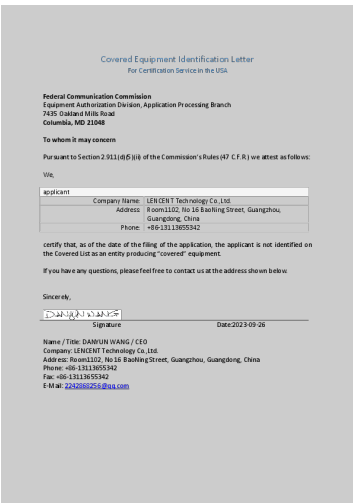 Covered Equipment Identification Letter
For Certification Service in the USA
Federal Communication Commission
Equipment Authorization Division, Application Processing Branch
7435 Oakland Mills Road
Columbia, MD 21048
To whom it may concern
Pursuant to Section 2.911(d)(5)(ii) of the Commission's Rules (47 C.F.R.) we attest as follows:
We,
applicant
Company Name: LENCENT Technology Co., Ltd.
Address: Room1102, No 16 BaoNing Street, Guangzhou,
Guangdong, China
Phone: +86-13113655342
certify that, as of the date of the filing of the application, the applicant is not identified on
the Covered List as an entity producing "covered" equipment.
If you have any questions, please feel free to contact us at the address shown below.
Sincerely,
DANYUN WANG
Signature Date:2023-09-26
Name / Title: DANYUN WANG / CEO
Company: LENCENT Technology Co., Ltd.
Address: Room1102, No 16 BaoNing Street, Guangzhou, Guangdong, China
Phone: +86-13113655342
Fax: +86-13113655342
E-Mail: 2242868256@qq.com